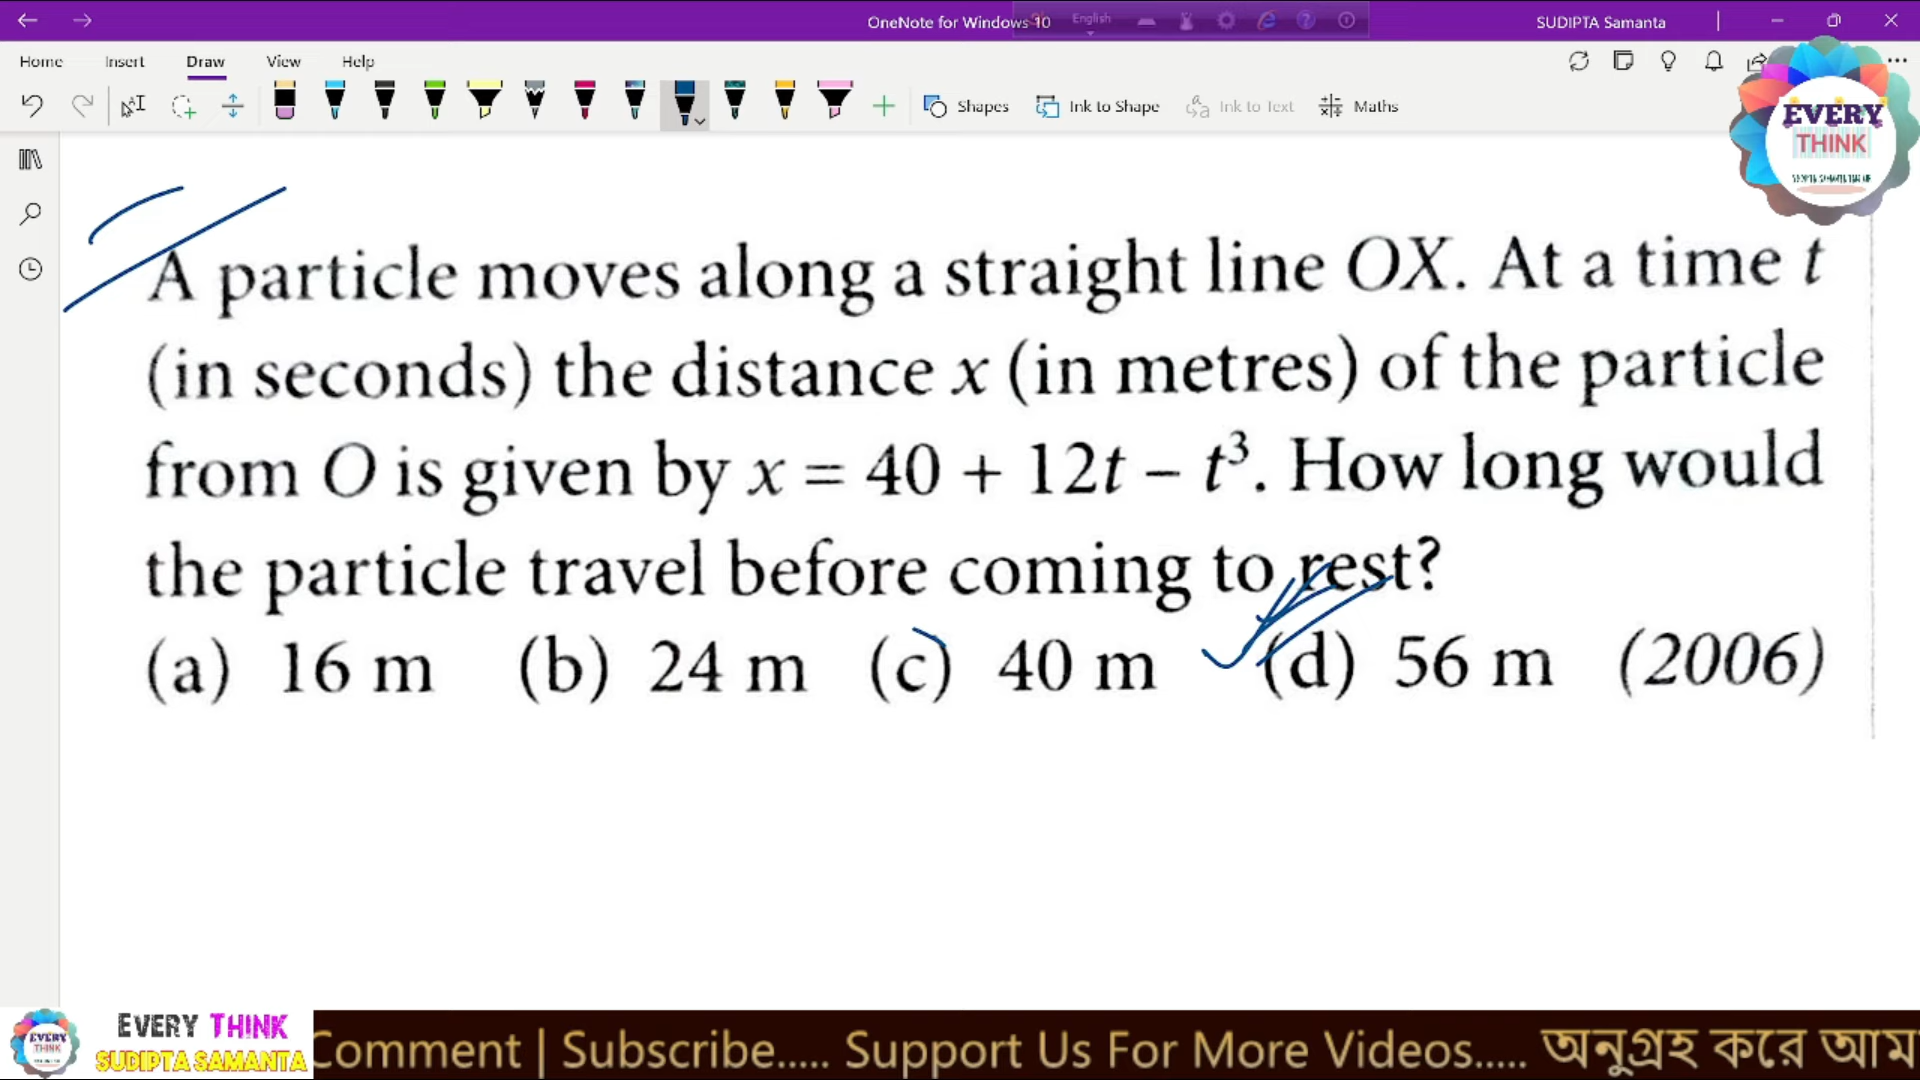 OneNote for Windows 10
English
SUDIPTA Samanta
Home Insert Draw View Help
Shapes Ink to Shape Ink to Text Maths
EVERY
THINK
A particle moves along a straight line OX. At a time t
(in seconds) the distance x (in metres) of the particle
from O is given by x = 40 + 12t – t³. How long would
the particle travel before coming to rest?
(a) 16 m (b) 24 m (c) 40 m (d) 56 m (2006)
EVERY THINK
EVERY THINK
SUDIPTA SAMANTA
Comment | Subscribe..... Support Us For More Videos..... অনুগ্রহ করে আম